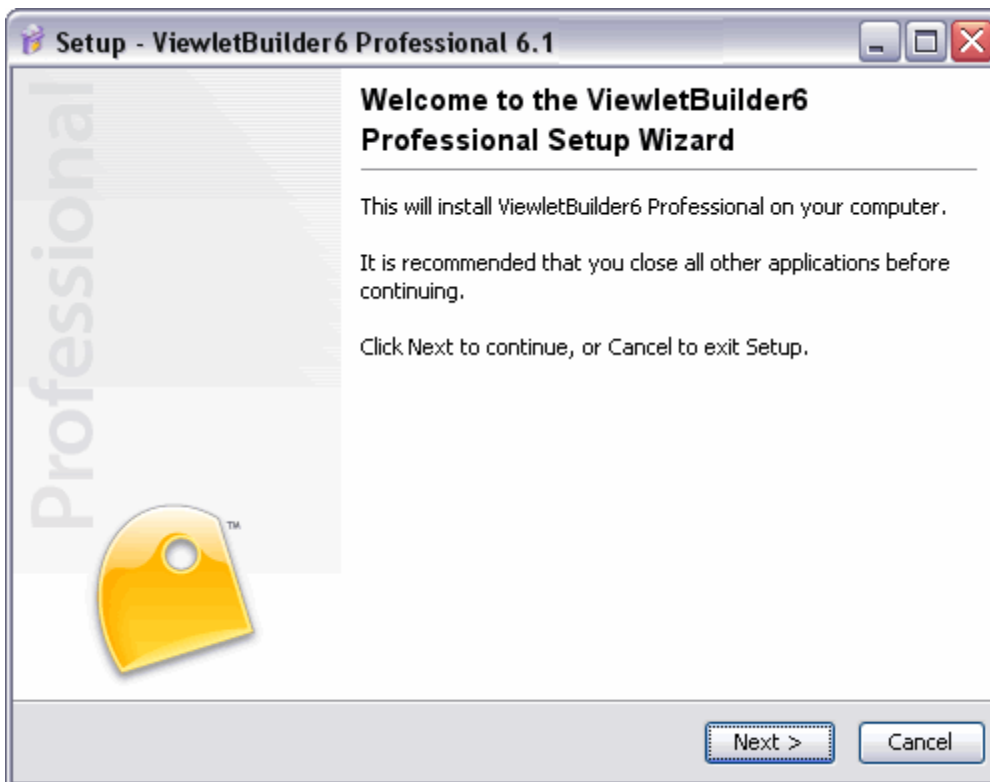 Setup - ViewletBuilder6 Professional 6.1
Professional
Welcome to the ViewletBuilder6
Professional Setup Wizard
This will install ViewletBuilder6 Professional on your computer.
It is recommended that you close all other applications before
continuing.
Click Next to continue, or Cancel to exit Setup.
TM
Next >
Cancel